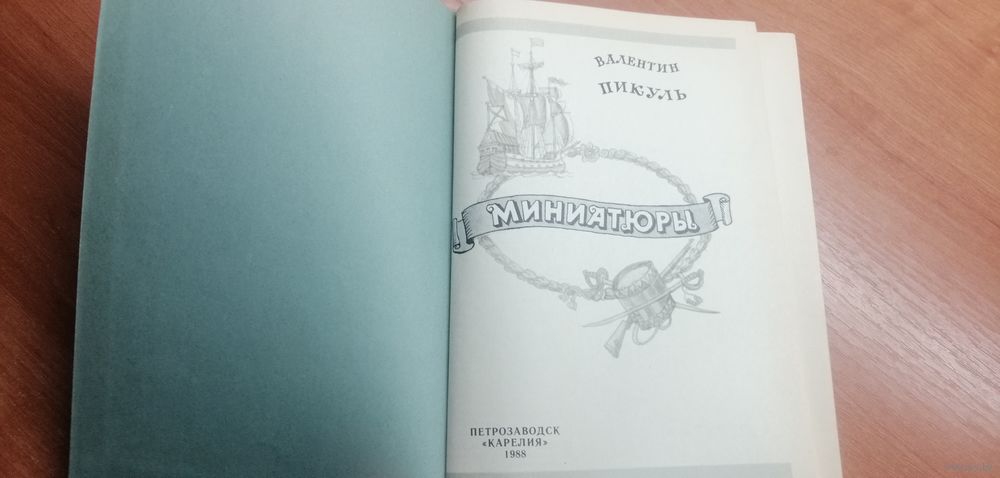 ВАЛЕНТИН
ПИКУЛЬ
МИНИАТЮРЫ
ПЕТРОЗАВОДСК
«КАРЕЛИЯ»
1988